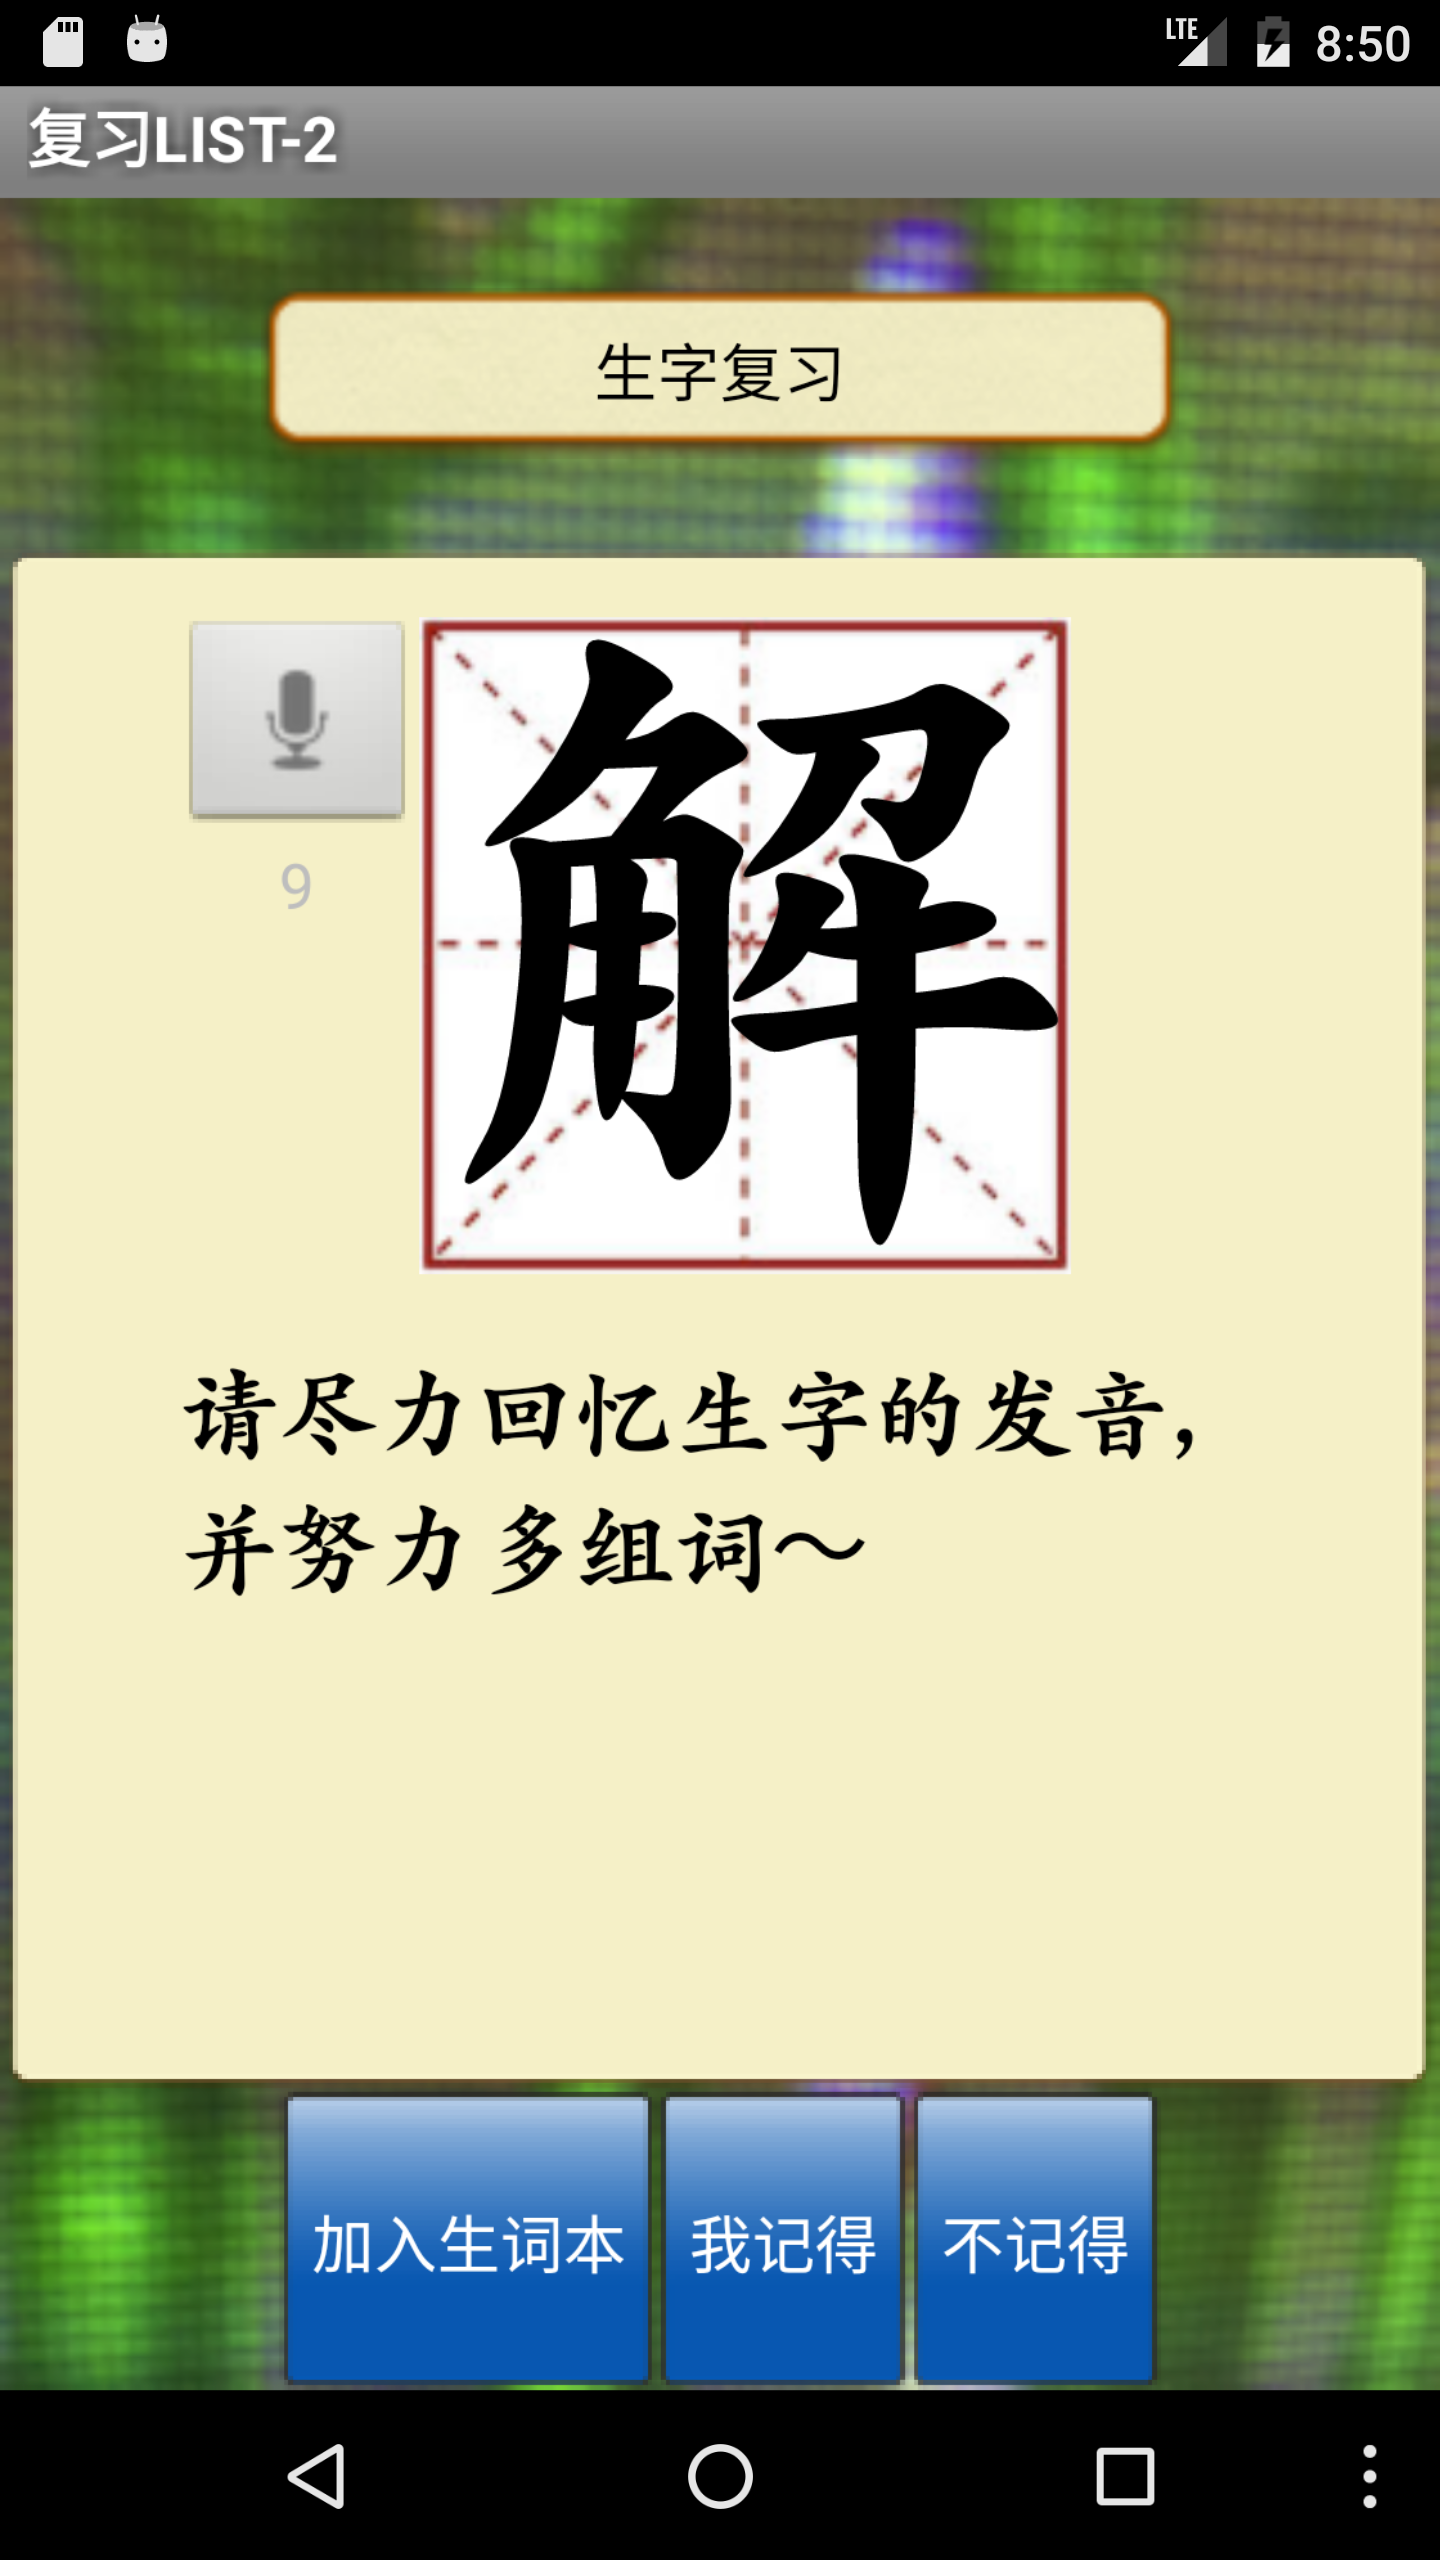 LTE 8:50
复习LIST-2
生字复习
解
9
请尽力回忆生字的发音，
并努力多组词～
加入生词本 我记得 不记得